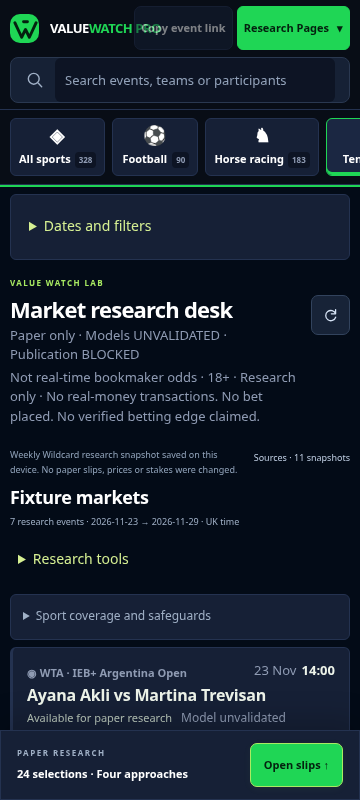 VALUEWATCH PRO
Copy event link
Research Pages ▼
Search events, teams or participants
All sports 328
Football 90
Horse racing 183
Ten
▶ Dates and filters
VALUE WATCH LAB
Market research desk
Paper only · Models UNVALIDATED ·
Publication BLOCKED
Not real-time bookmaker odds · 18+ · Research
only · No real-money transactions. No bet
placed. No verified betting edge claimed.
Weekly Wildcard research snapshot saved on this
device. No paper slips, prices or stakes were changed.
Sources · 11 snapshots
Fixture markets
7 research events · 2026-11-23 → 2026-11-29 · UK time
▶ Research tools
▶ Sport coverage and safeguards
◉ WTA · IEB+ Argentina Open
23 Nov 14:00
Ayana Akli vs Martina Trevisan
Available for paper research Model unvalidated
PAPER RESEARCH
24 selections · Four approaches
Open slips ↑